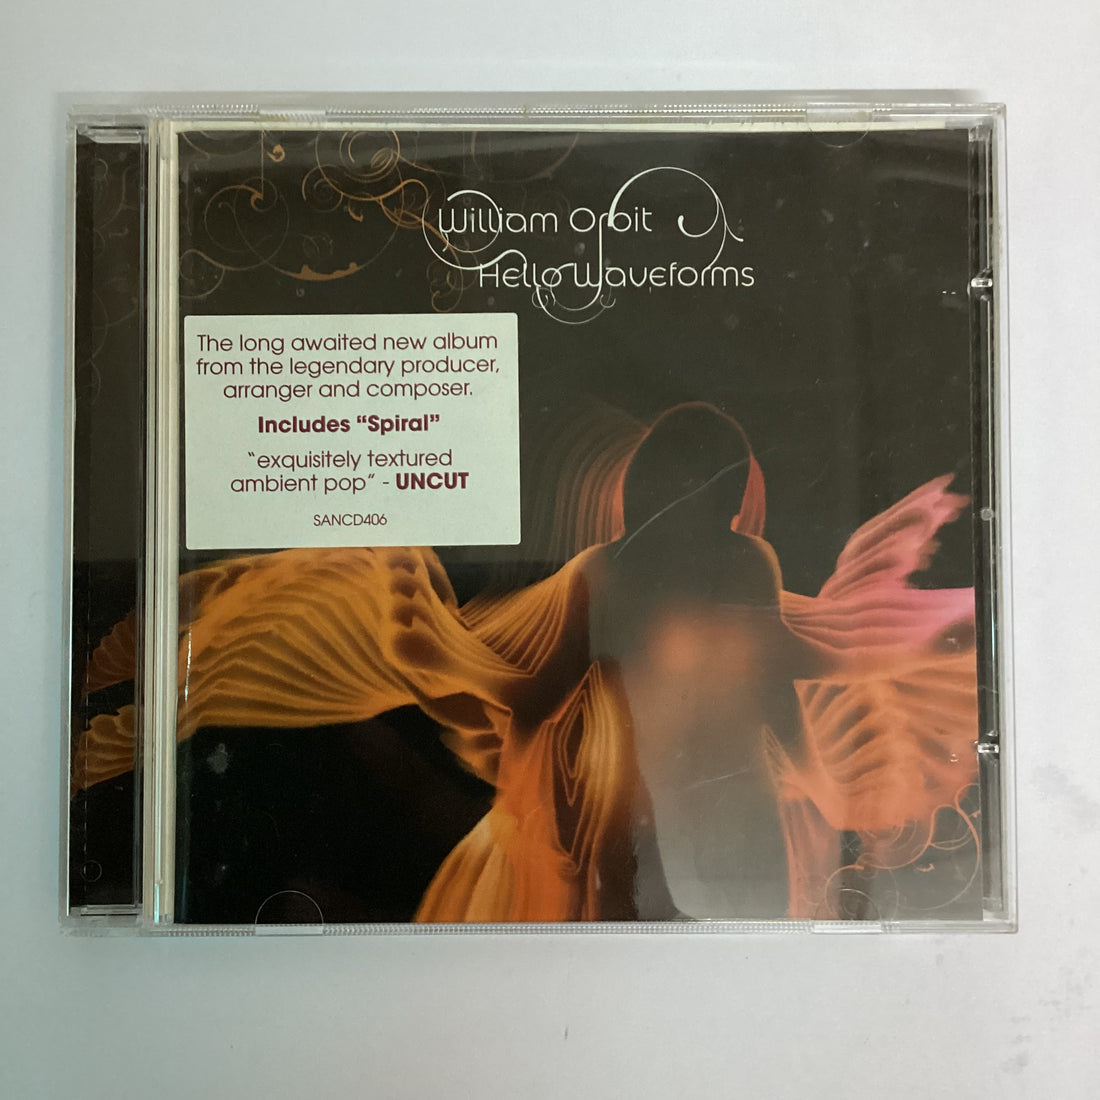 William Orbit
Hello Waveforms
The long awaited new album
from the legendary producer,
arranger and composer.
Includes “Spiral”
“exquisitely textured
ambient pop” - UNCUT
SANCD406